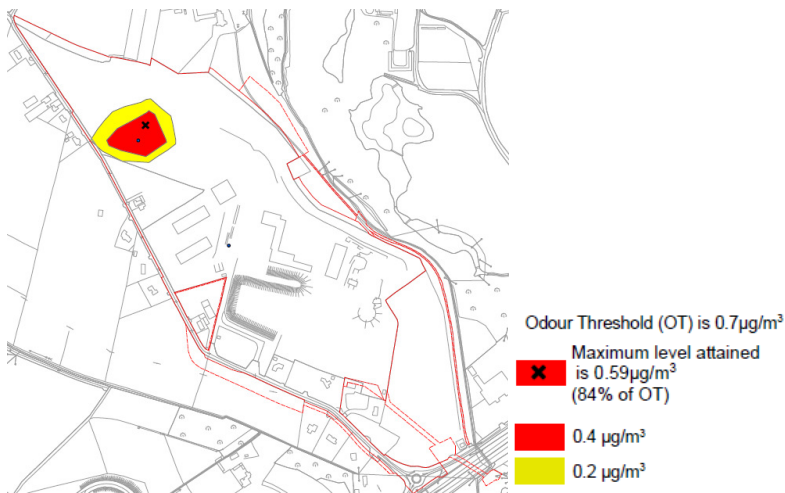 Odour Threshold (OT) is 0.7µg/m³
Maximum level attained
is 0.59µg/m³
(84% of OT)
0.4 µg/m³
0.2 µg/m³